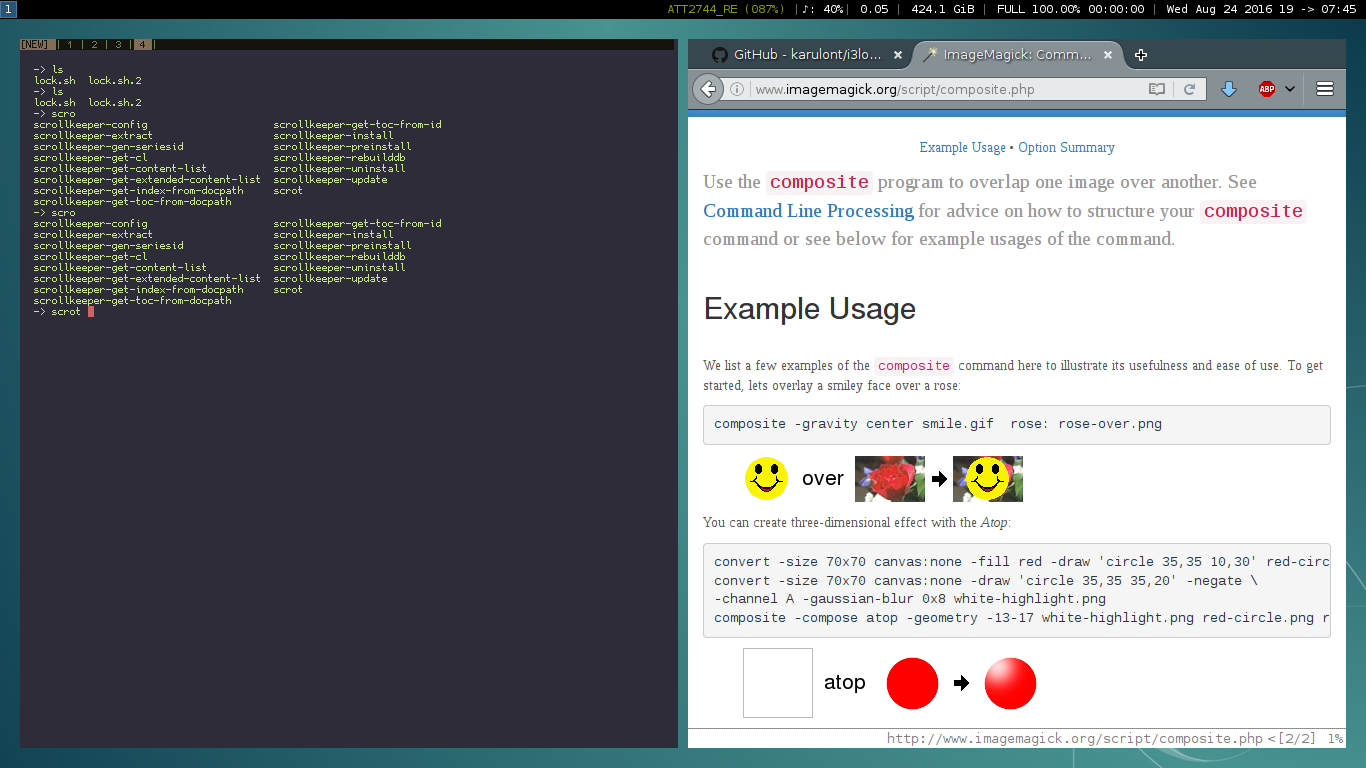 1
ATT2744_RE (087%) |♪: 40%| 0.05 | 424.1 GiB | FULL 100.00% 00:00:00 | Wed Aug 24 2016 19 -> 07:45
[NEW] | 1 | 2 | 3 | 4 |
-> ls
lock.sh lock.sh.2
-> ls
lock.sh lock.sh.2
-> scro
scrollkeeper-config scrollkeeper-get-toc-from-id
scrollkeeper-extract scrollkeeper-install
scrollkeeper-gen-seriesid scrollkeeper-preinstall
scrollkeeper-get-cl scrollkeeper-rebuilddb
scrollkeeper-get-content-list scrollkeeper-uninstall
scrollkeeper-get-extended-content-list scrollkeeper-update
scrollkeeper-get-index-from-docpath scrot
scrollkeeper-get-toc-from-docpath
-> scro
scrollkeeper-config scrollkeeper-get-toc-from-id
scrollkeeper-extract scrollkeeper-install
scrollkeeper-gen-seriesid scrollkeeper-preinstall
scrollkeeper-get-cl scrollkeeper-rebuilddb
scrollkeeper-get-content-list scrollkeeper-uninstall
scrollkeeper-get-extended-content-list scrollkeeper-update
scrollkeeper-get-index-from-docpath scrot
scrollkeeper-get-toc-from-docpath
-> scrot
GitHub - karulont/i3lo... × ImageMagick: Comm... ×
www.imagemagick.org/script/composite.php
ABP
Example Usage • Option Summary
Use the composite program to overlap one image over another. See
Command Line Processing for advice on how to structure your composite
command or see below for example usages of the command.
Example Usage
We list a few examples of the composite command here to illustrate its usefulness and ease of use. To get
started, lets overlay a smiley face over a rose:
composite -gravity center smile.gif  rose: rose-over.png
over
You can create three-dimensional effect with the Atop:
convert -size 70x70 canvas:none -fill red -draw 'circle 35,35 10,30' red-circ
convert -size 70x70 canvas:none -draw 'circle 35,35 35,20' -negate \
-channel A -gaussian-blur 0x8 white-highlight.png
composite -compose atop -geometry -13-17 white-highlight.png red-circle.png r
atop
http://www.imagemagick.org/script/composite.php <[2/2] 1%